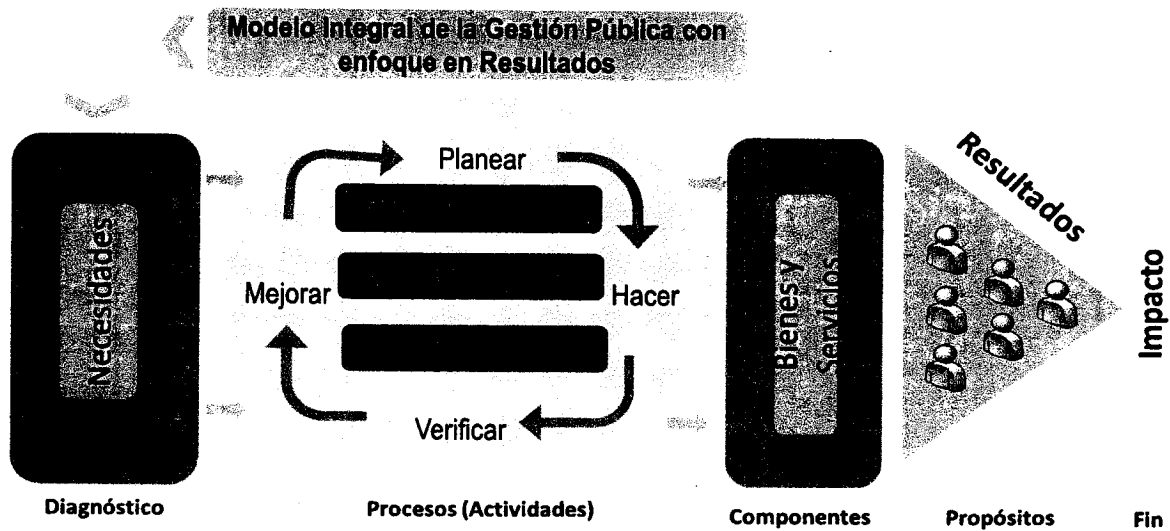 Modelo Integral de la Gestión Pública con
enfoque en Resultados
Necesidades
Planear
Hacer
Verificar
Mejorar
Bienes y
Servicios
Resultados
Impacto
Diagnóstico
Procesos (Actividades)
Componentes
Propósitos
Fin